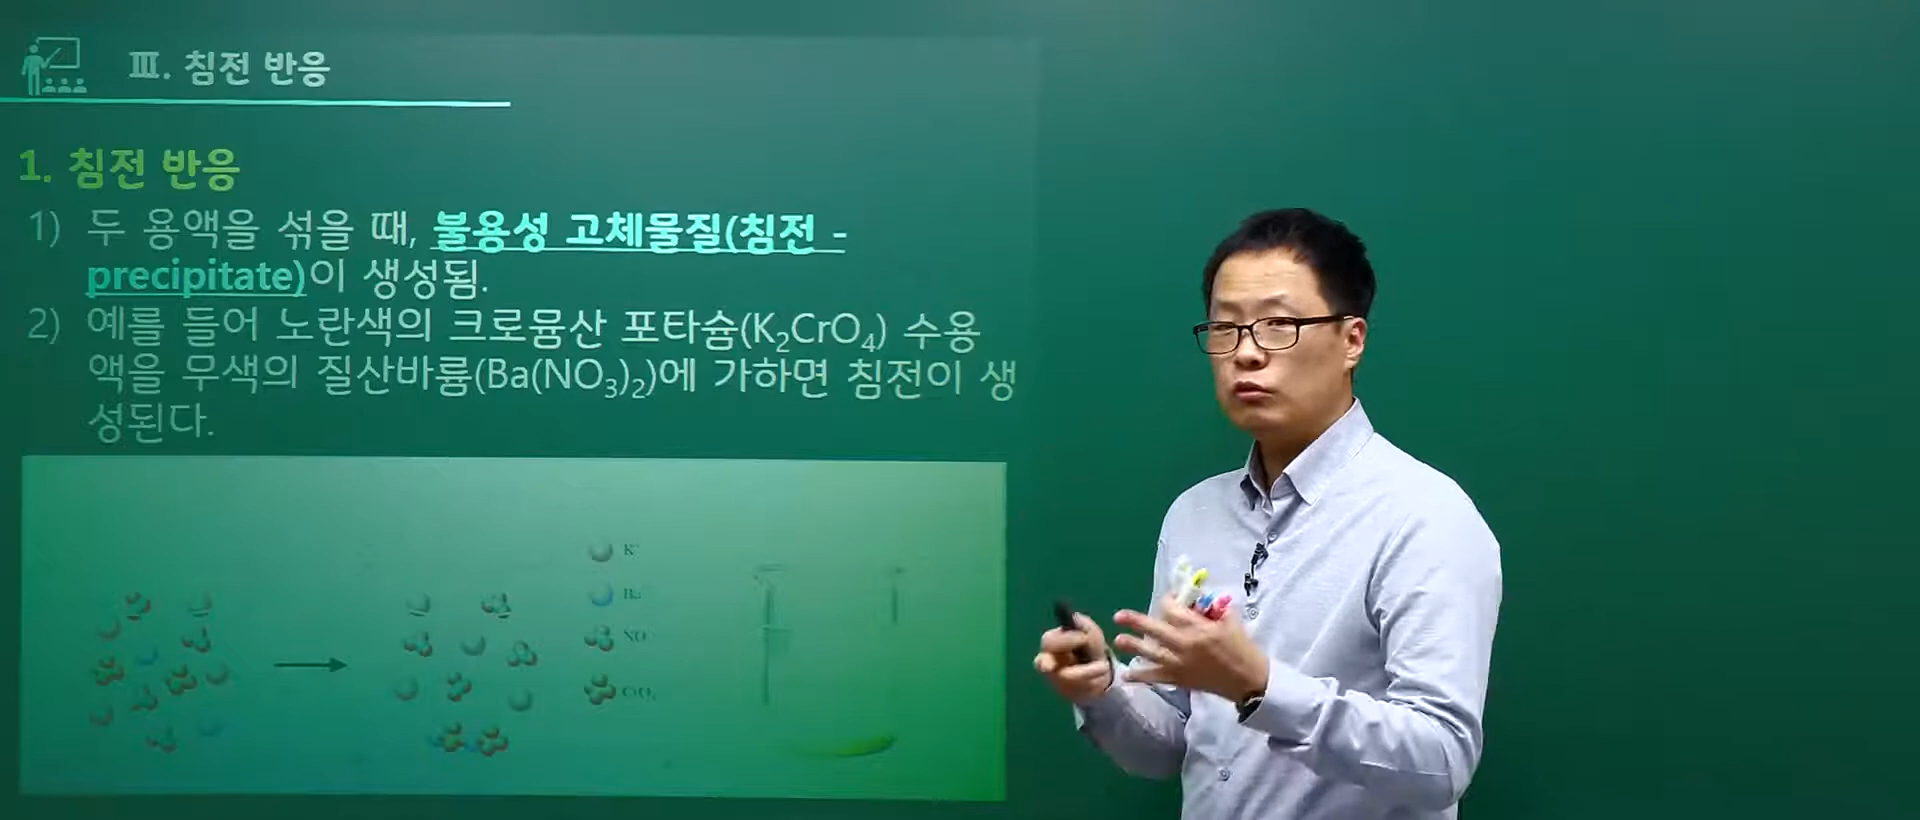 Ⅲ. 침전 반응
1. 침전 반응
1) 두 용액을 섞을 때, 불용성 고체물질(침전 -
precipitate)이 생성됨.
2) 예를 들어 노란색의 크로뮴산 포타슘(K₂CrO₄) 수용
액을 무색의 질산바륨(Ba(NO₃)₂)에 가하면 침전이 생
성된다.
K⁺
Ba
NO
CrO₄